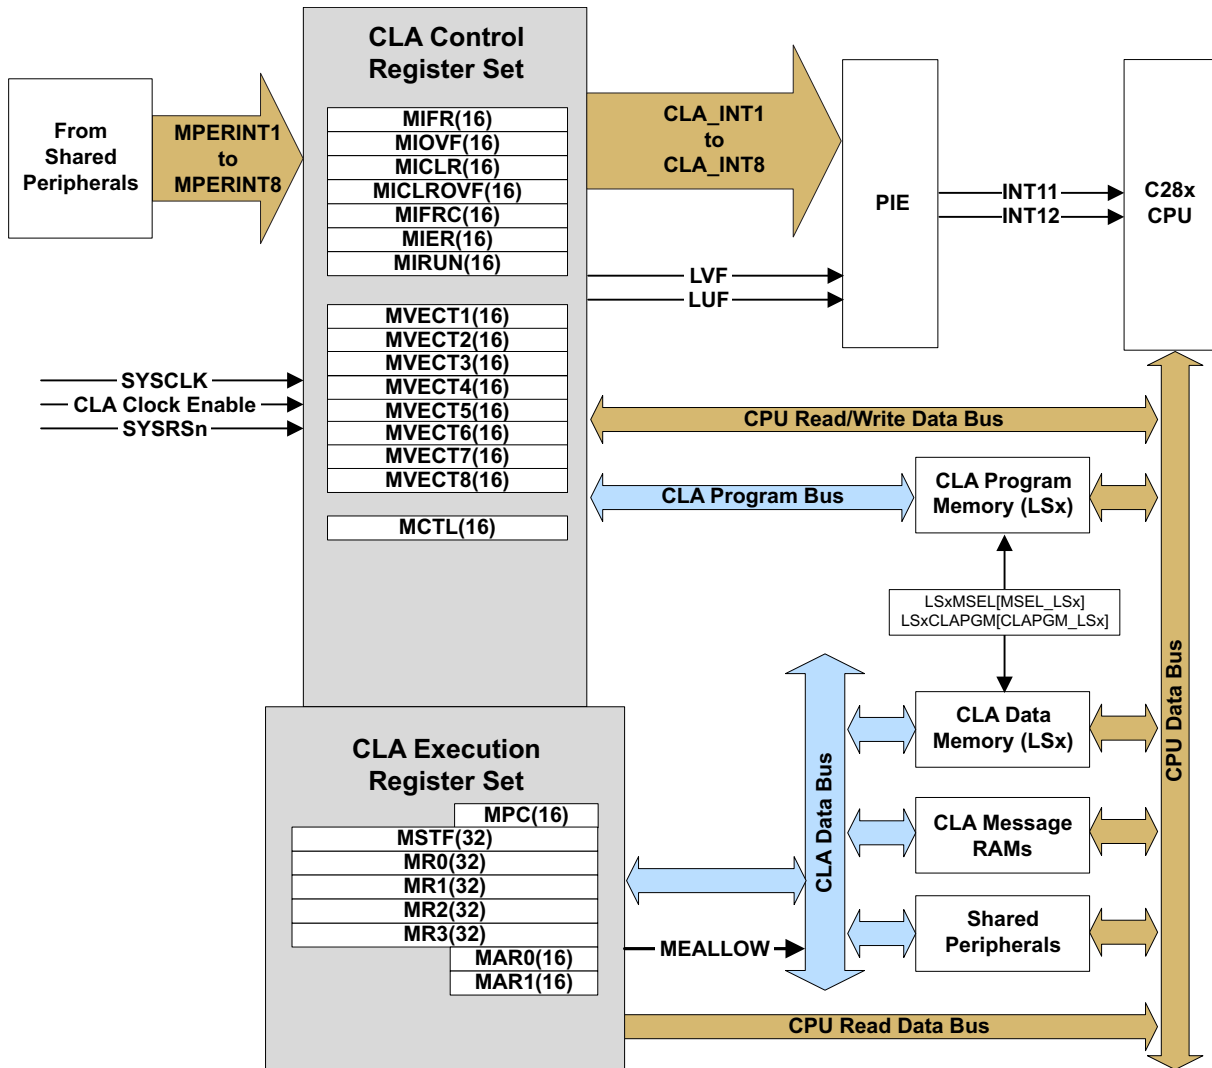 CLA Control
Register Set
From
Shared
Peripherals
MPERINT1
to
MPERINT8
MIFR(16)
MIOVF(16)
MICLR(16)
MICLROVF(16)
MIFRC(16)
MIER(16)
MIRUN(16)
CLA_INT1
to
CLA_INT8
PIE
INT11
INT12
C28x
CPU
LVF
LUF
MVECT1(16)
MVECT2(16)
MVECT3(16)
MVECT4(16)
MVECT5(16)
MVECT6(16)
MVECT7(16)
MVECT8(16)
SYSCLK
CLA Clock Enable
SYSRSn
CPU Read/Write Data Bus
CLA Program Bus
CLA Program
Memory (LSx)
MCTL(16)
LSxMSEL[MSEL_LSx]
LSxCLAPGM[CLAPGM_LSx]
CLA Data
Memory (LSx)
CPU Data Bus
CLA Data Bus
CLA Execution
Register Set
MPC(16)
MSTF(32)
MR0(32)
MR1(32)
MR2(32)
MR3(32)
MAR0(16)
MAR1(16)
CLA Message
RAMs
MEALLOW
Shared
Peripherals
CPU Read Data Bus